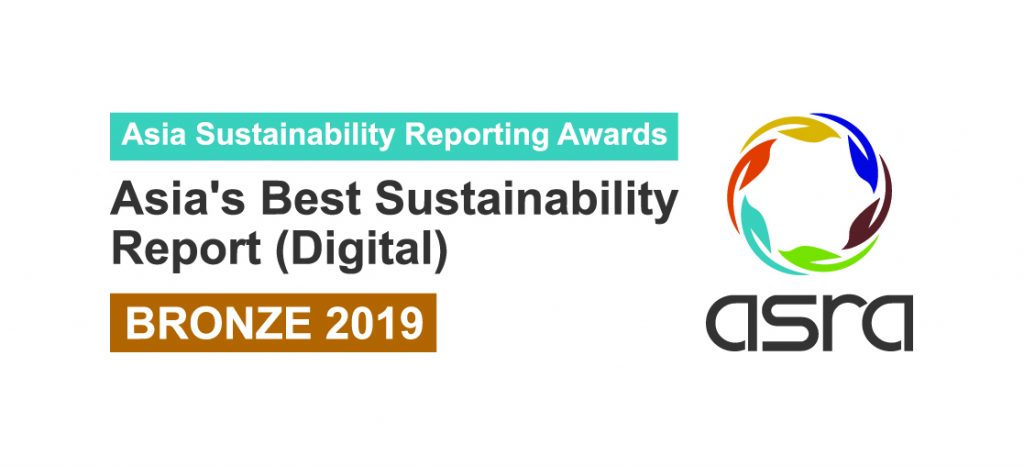 Asia Sustainability Reporting Awards
Asia's Best Sustainability
Report (Digital)
BRONZE 2019
asra